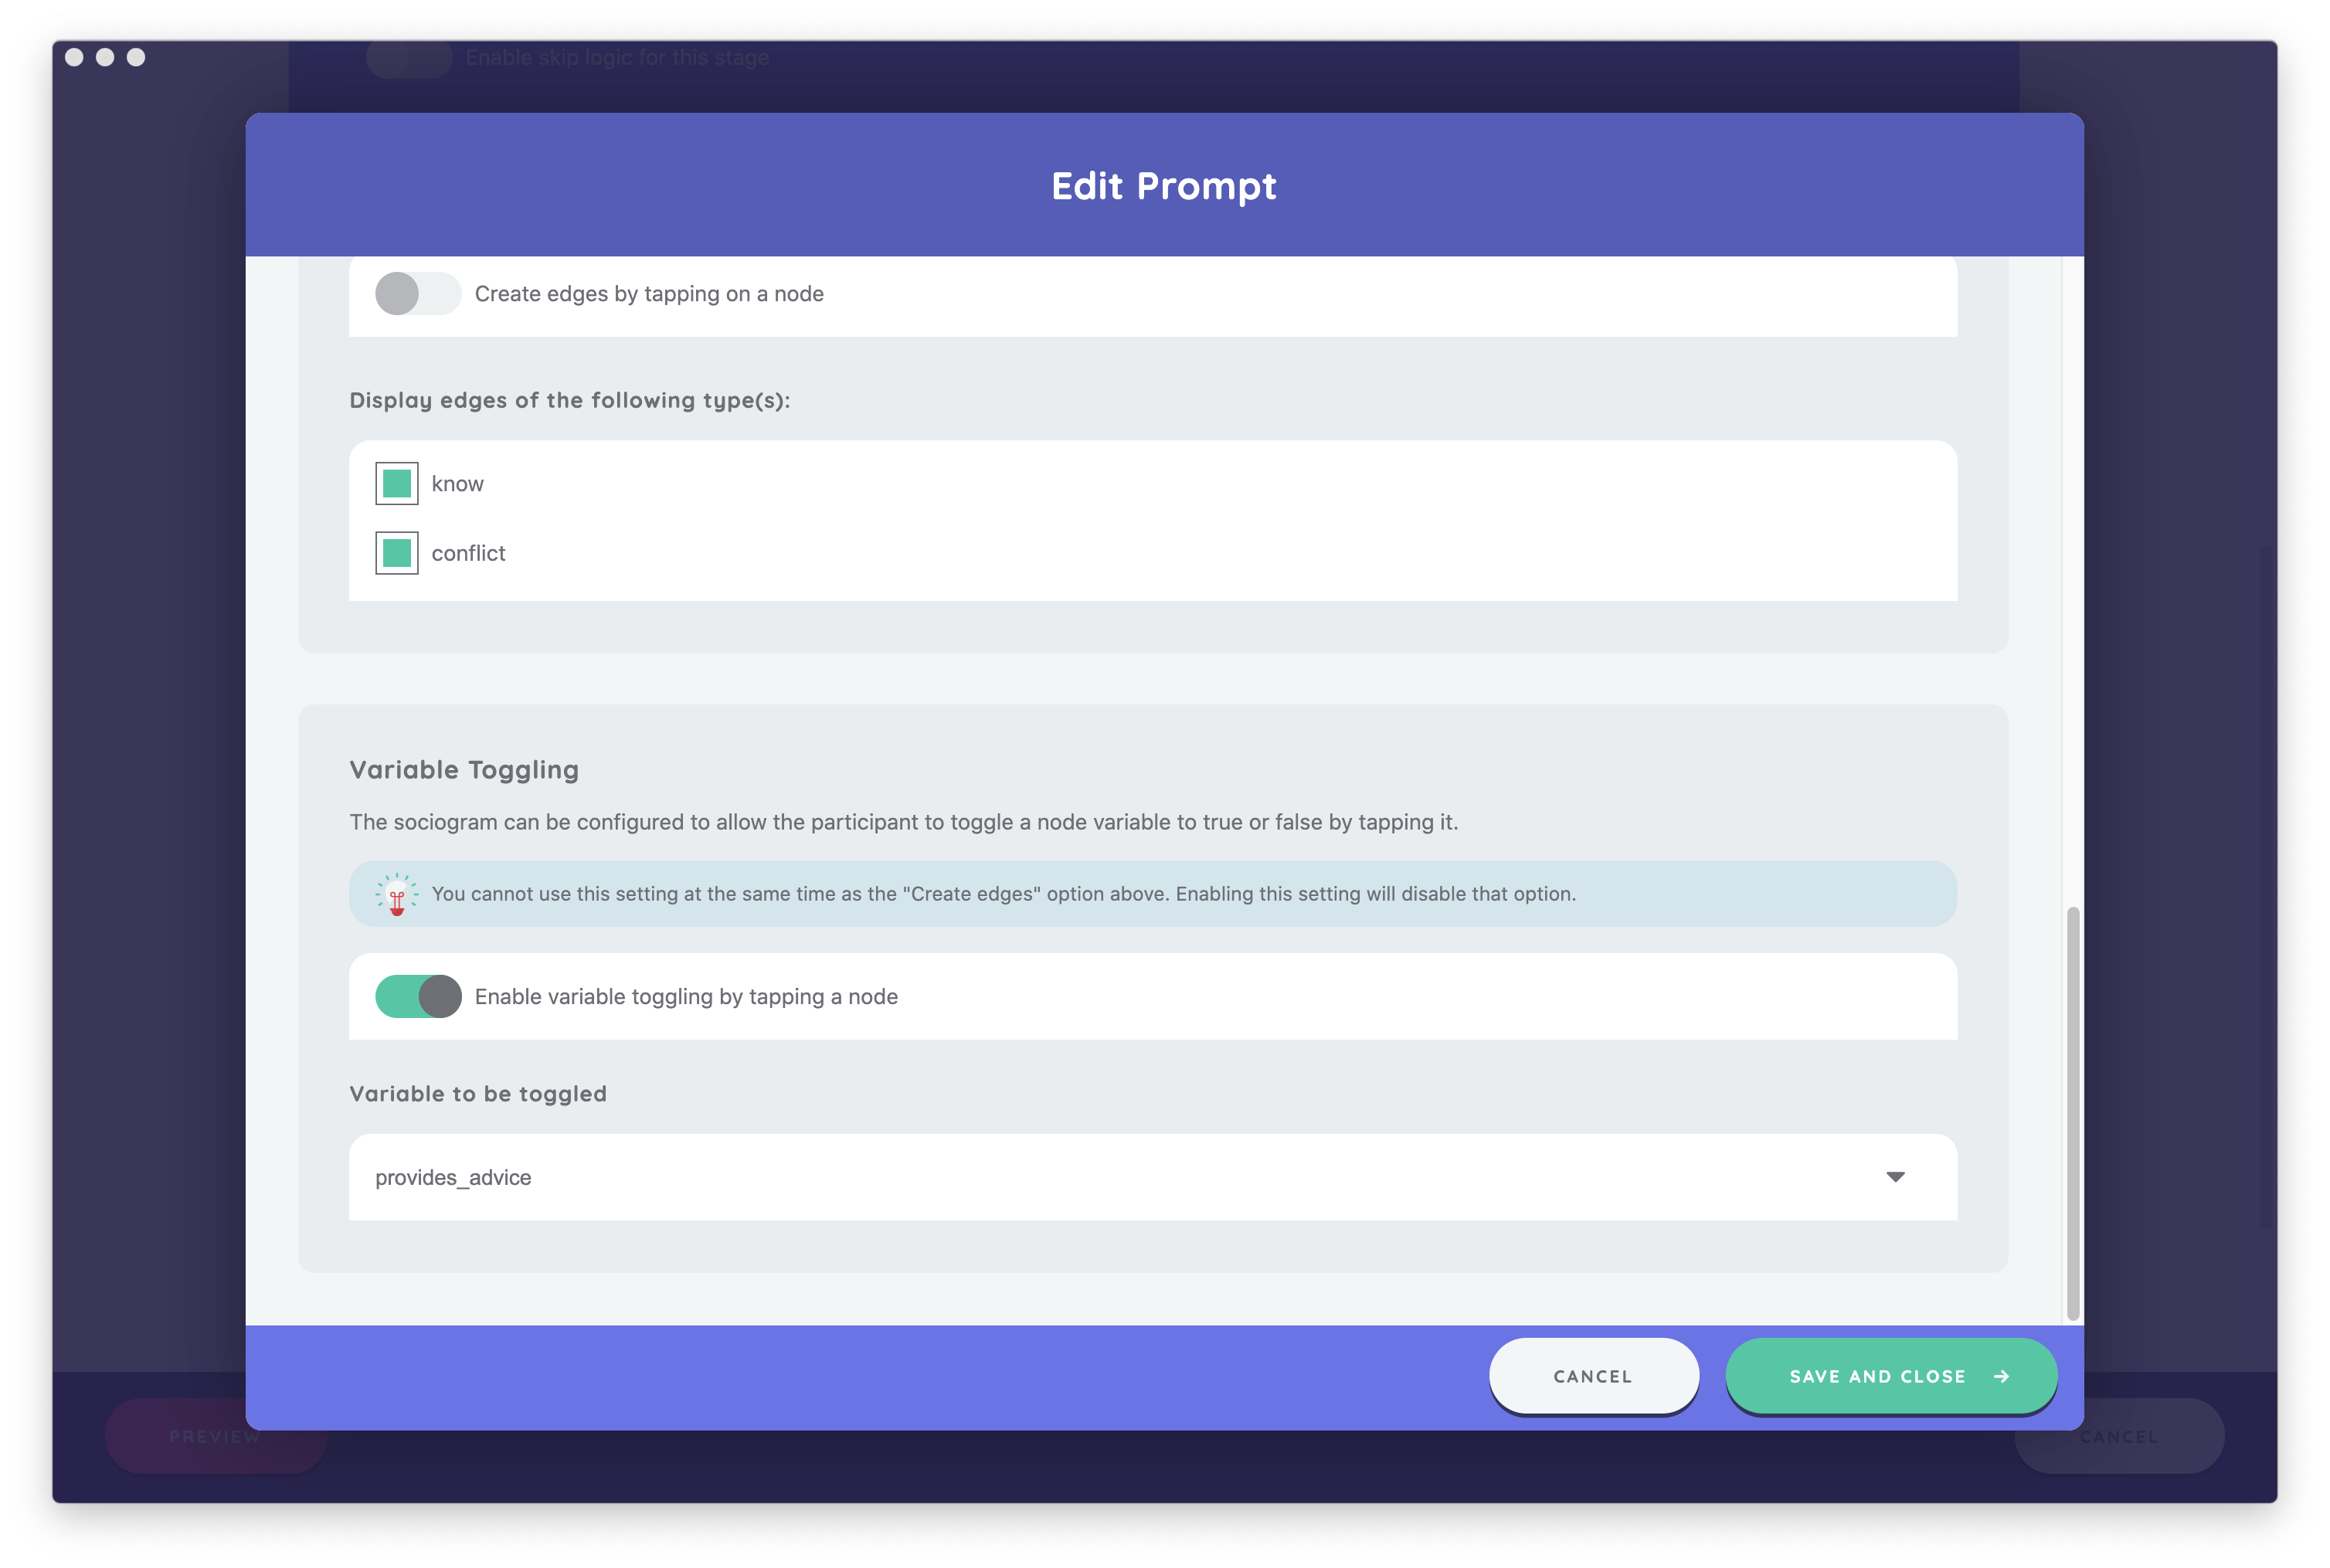 Enable skip logic for this stage
Edit Prompt
Create edges by tapping on a node
Display edges of the following type(s):
know
conflict
Variable Toggling
The sociogram can be configured to allow the participant to toggle a node variable to true or false by tapping it.
You cannot use this setting at the same time as the "Create edges" option above. Enabling this setting will disable that option.
Enable variable toggling by tapping a node
Variable to be toggled
provides_advice
CANCEL
SAVE AND CLOSE
PREVIEW
CANCEL